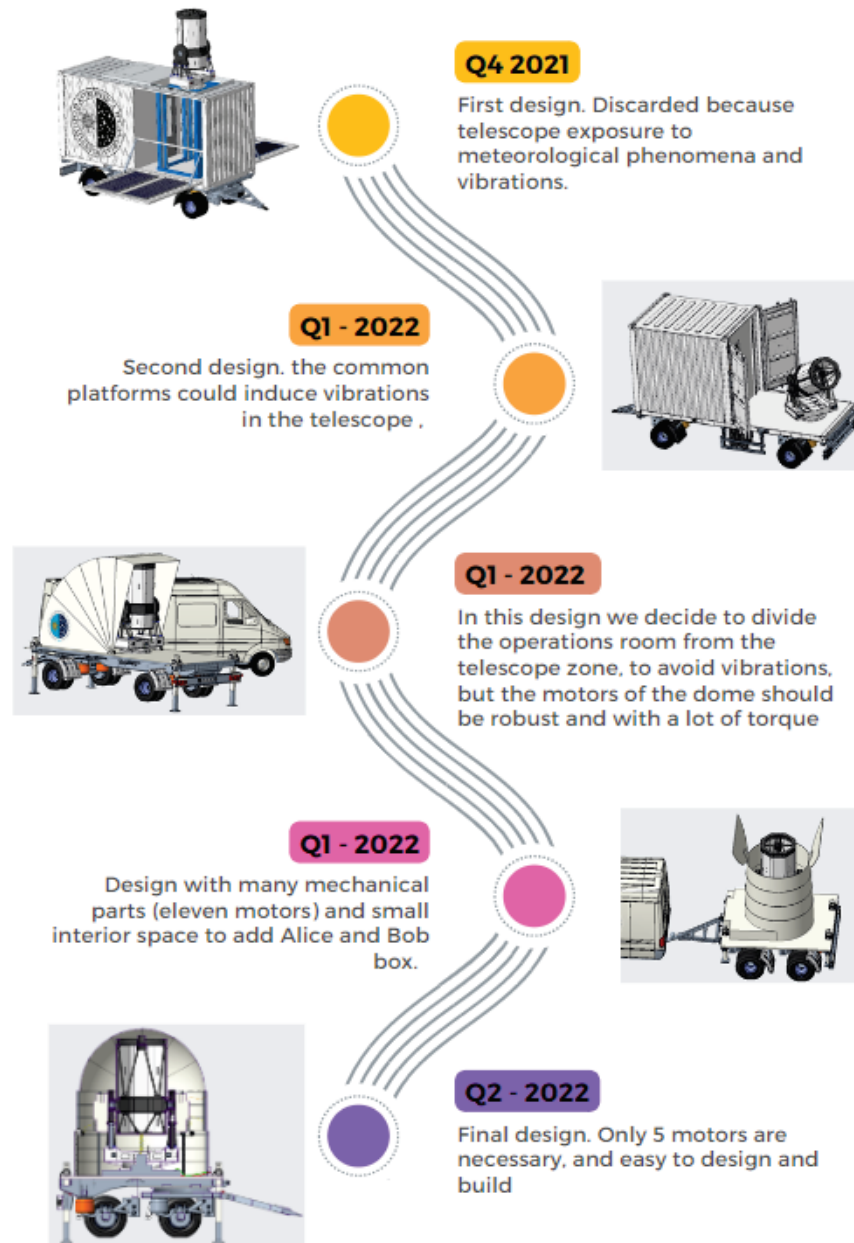 Q4 2021
First design. Discarded because
telescope exposure to
meteorological phenomena and
vibrations.
Q1 - 2022
Second design. the common
platforms could induce vibrations
in the telescope ,
Q1 - 2022
In this design we decide to divide
the operations room from the
telescope zone, to avoid vibrations,
but the motors of the dome should
be robust and with a lot of torque
Q1 - 2022
Design with many mechanical
parts (eleven motors) and small
interior space to add Alice and Bob
box.
Q2 - 2022
Final design. Only 5 motors are
necessary, and easy to design and
build